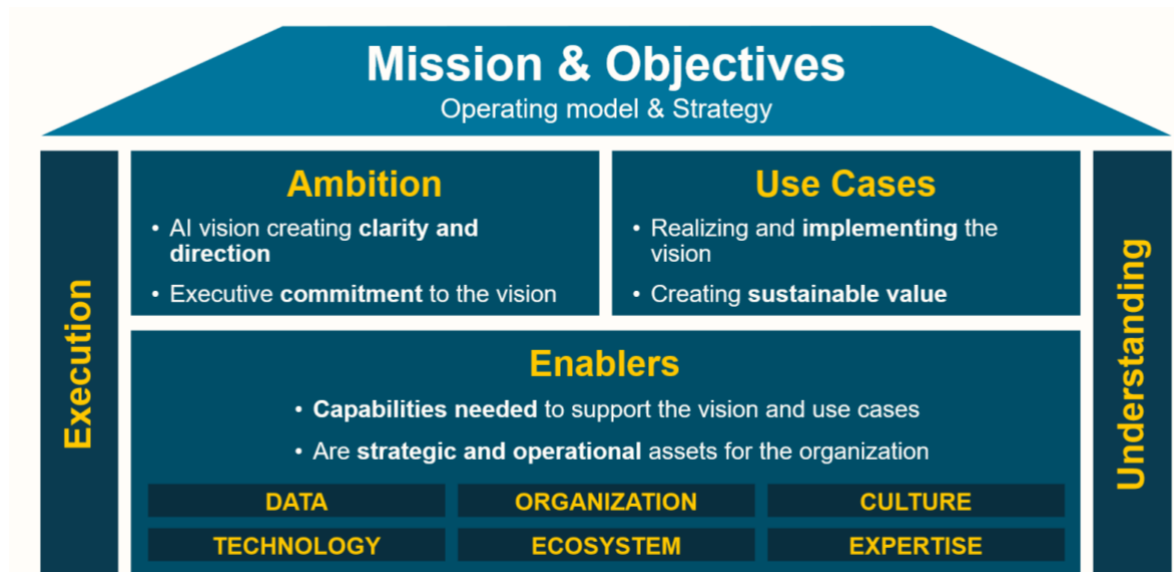 Mission & Objectives
Operating model & Strategy
Execution
Ambition
• AI vision creating clarity and
direction
• Executive commitment to the vision
Use Cases
• Realizing and implementing the
vision
• Creating sustainable value
Enablers
• Capabilities needed to support the vision and use cases
• Are strategic and operational assets for the organization
DATA
ORGANIZATION
CULTURE
TECHNOLOGY
ECOSYSTEM
EXPERTISE
Understanding